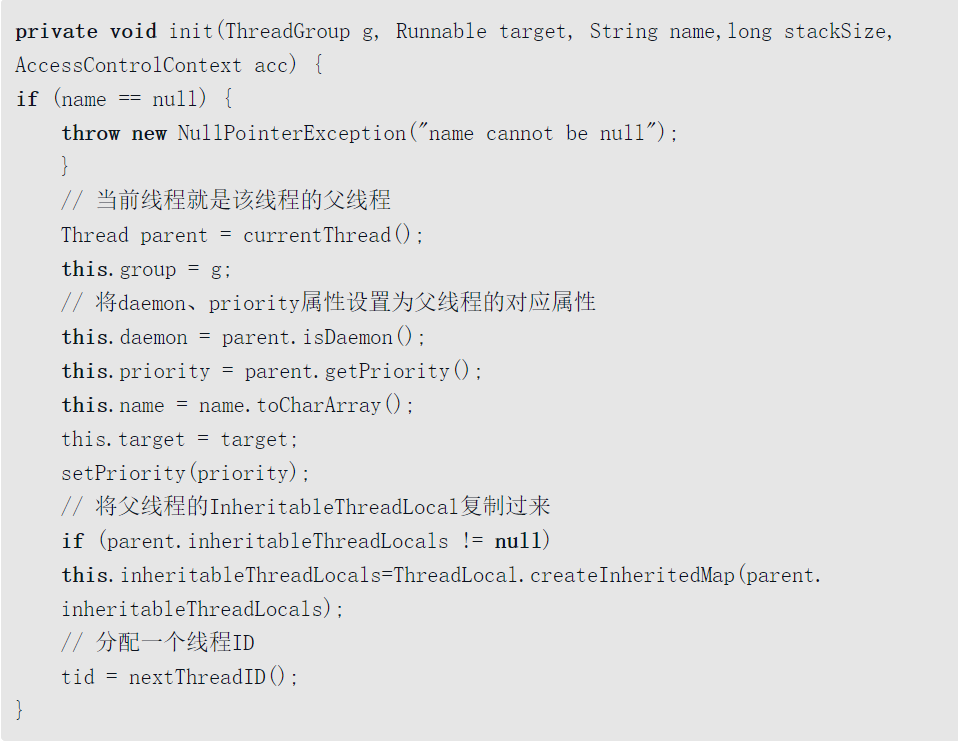 private void init(ThreadGroup g, Runnable target, String name,long stackSize,
AccessControlContext acc) {
if (name == null) {
throw new NullPointerException("name cannot be null");
}
// 当前线程就是该线程的父线程
Thread parent = currentThread();
this.group = g;
// 将daemon、priority属性设置为父线程的对应属性
this.daemon = parent.isDaemon();
this.priority = parent.getPriority();
this.name = name.toCharArray();
this.target = target;
setPriority(priority);
// 将父线程的InheritableThreadLocal复制过来
if (parent.inheritableThreadLocals != null)
this.inheritableThreadLocals=ThreadLocal.createInheritedMap(parent.
inheritableThreadLocals);
// 分配一个线程ID
tid = nextThreadID();
}